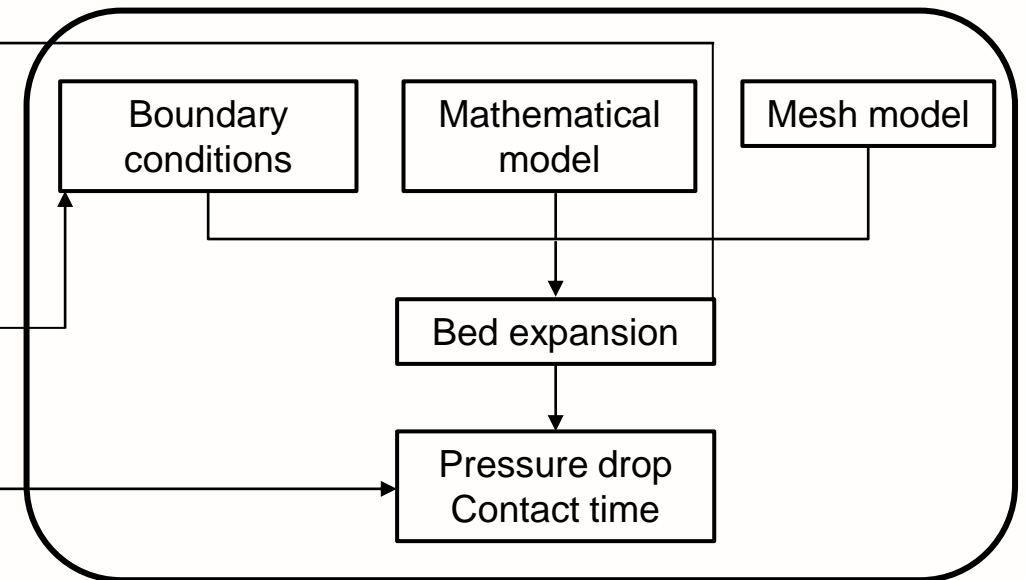 Boundary
conditions
Mathematical
model
Mesh model
Bed expansion
Pressure drop
Contact time